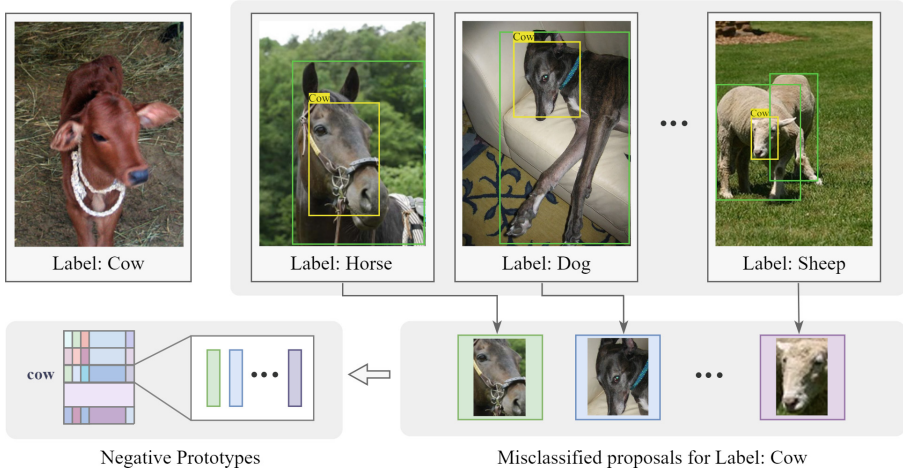 Cow
Cow
Cow
Label: Cow
Label: Horse
Label: Dog
Label: Sheep
cow
Negative Prototypes
Misclassified proposals for Label: Cow